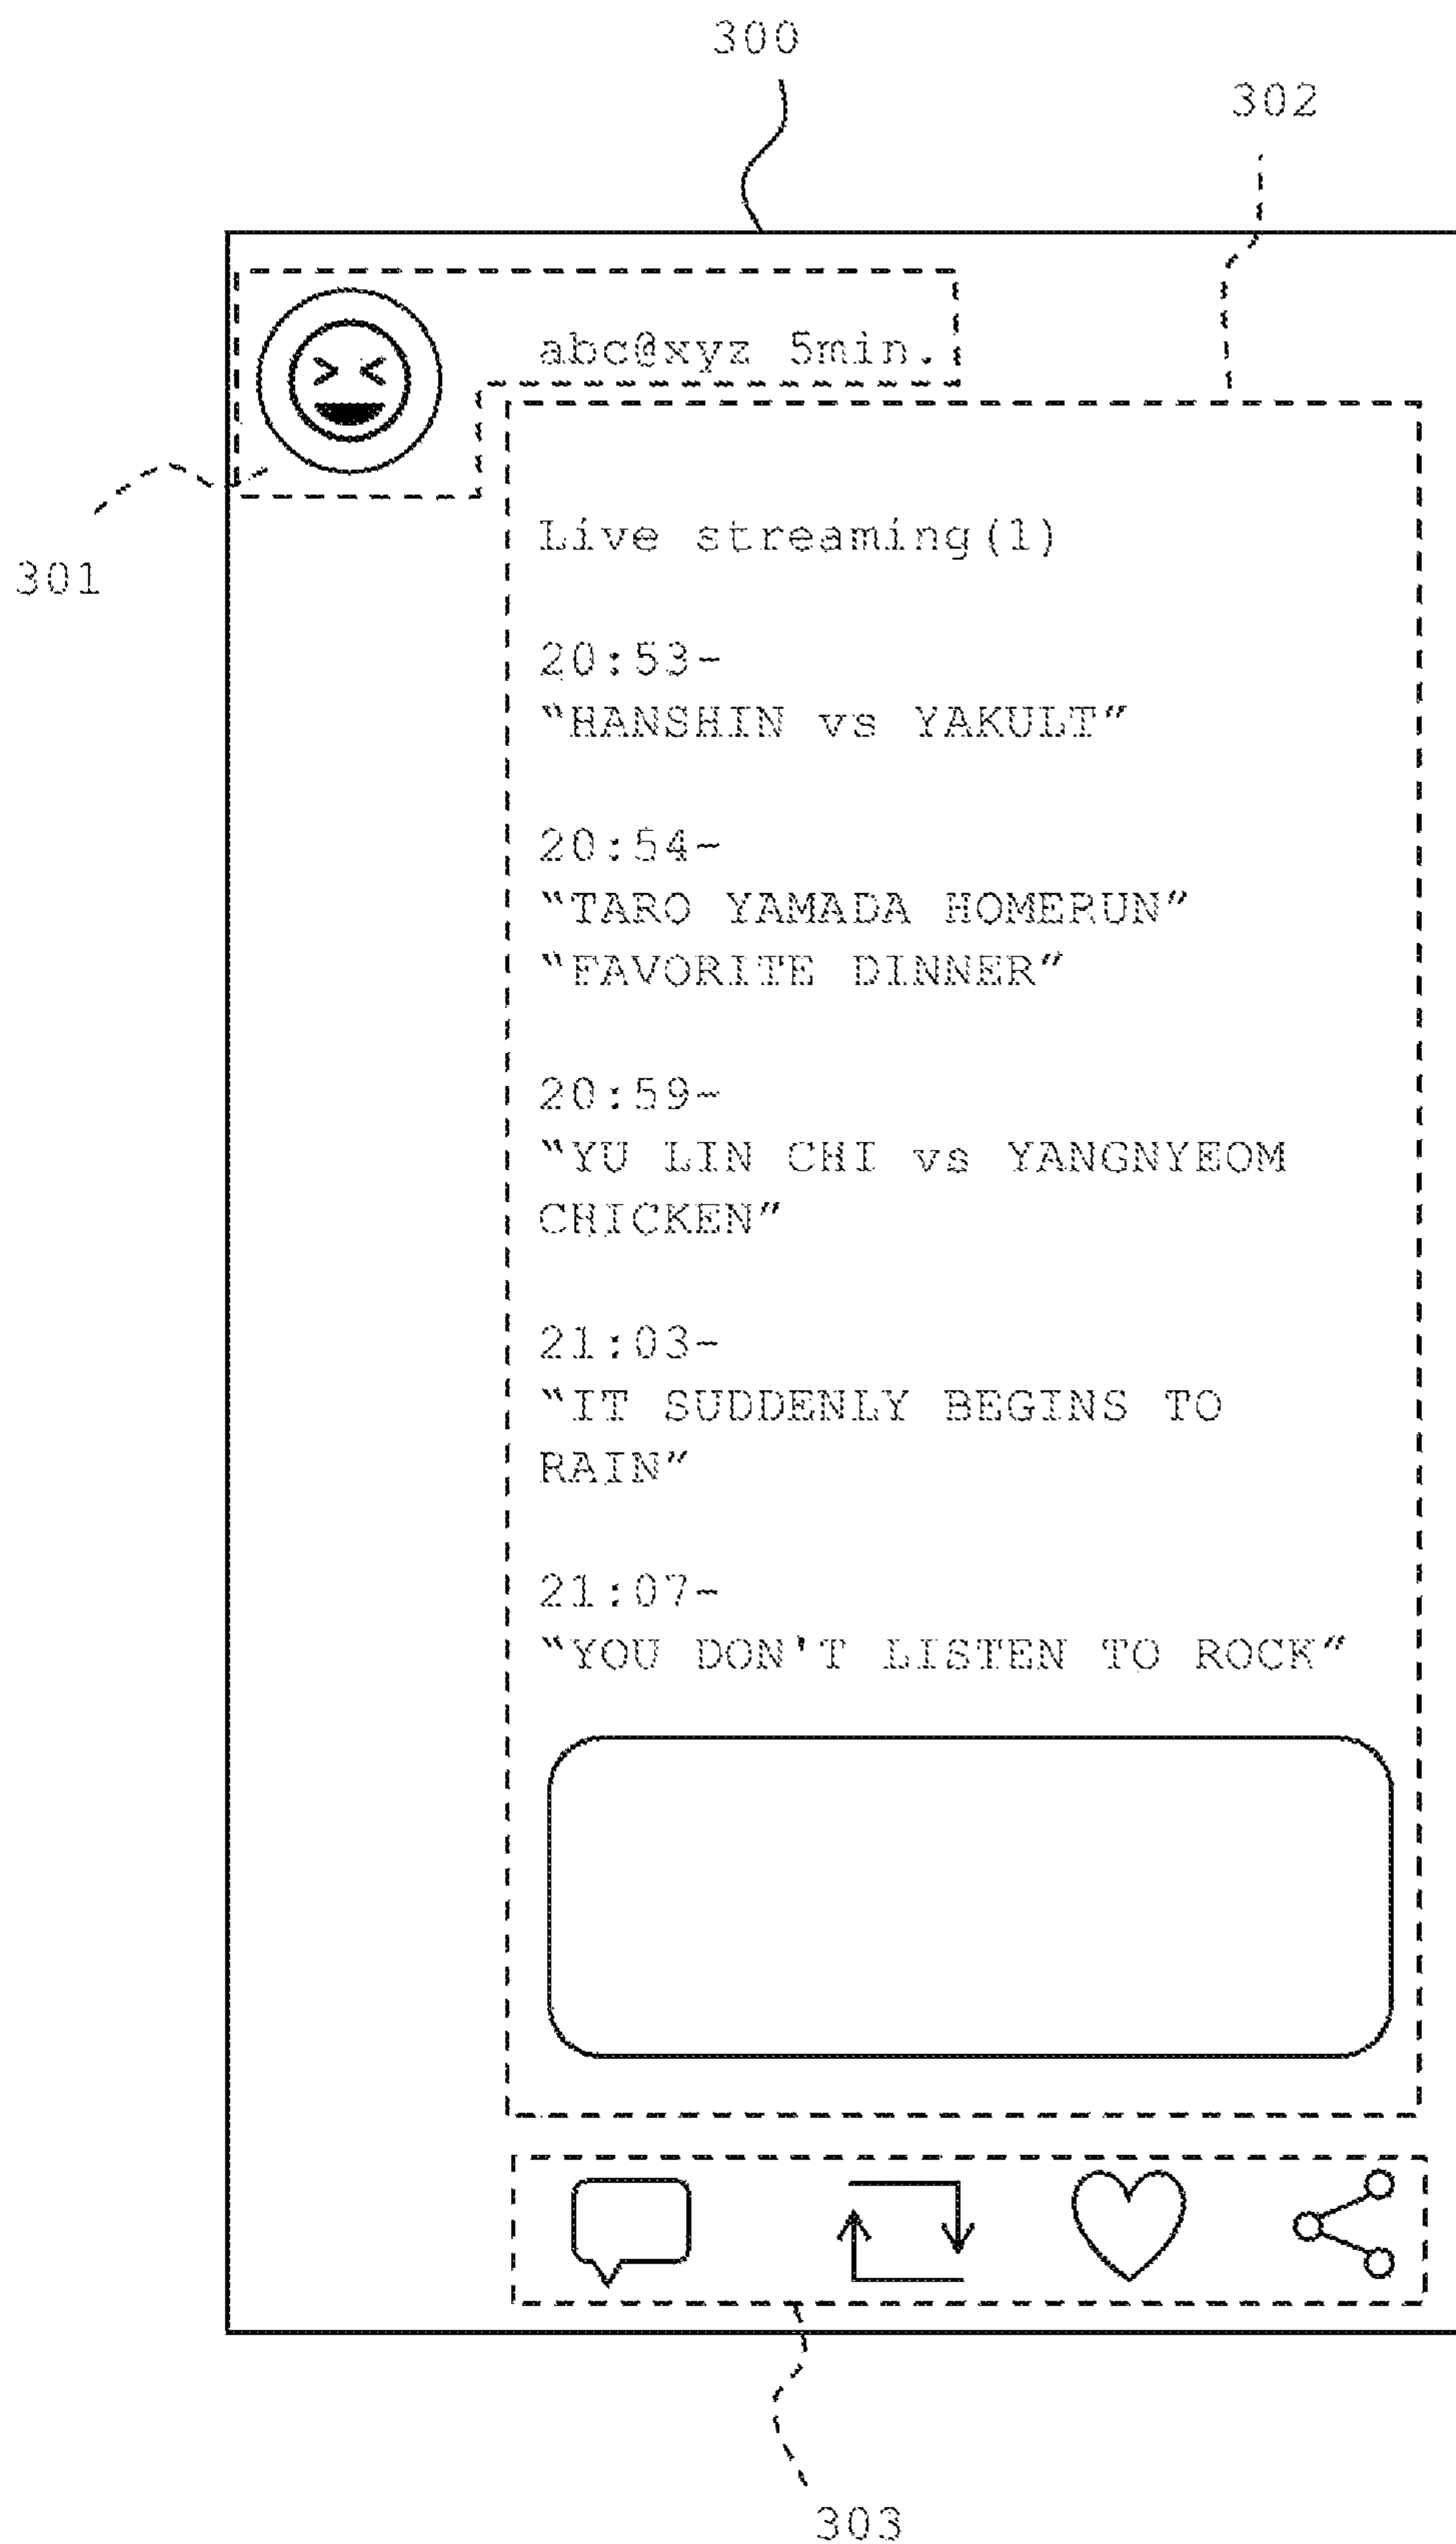 300
302
abc@xyz 5min.
301
Live streaming(1)
20:53~
“HANSHIN vs YAKULT”
20:54~
“TARO YAMADA HOMERUN”
“FAVORITE DINNER”
20:59~
“YU LIN CHI vs YANGNYEOM
CHICKEN”
21:03~
“IT SUDDENLY BEGINS TO
RAIN”
21:07~
“YOU DON'T LISTEN TO ROCK”
303